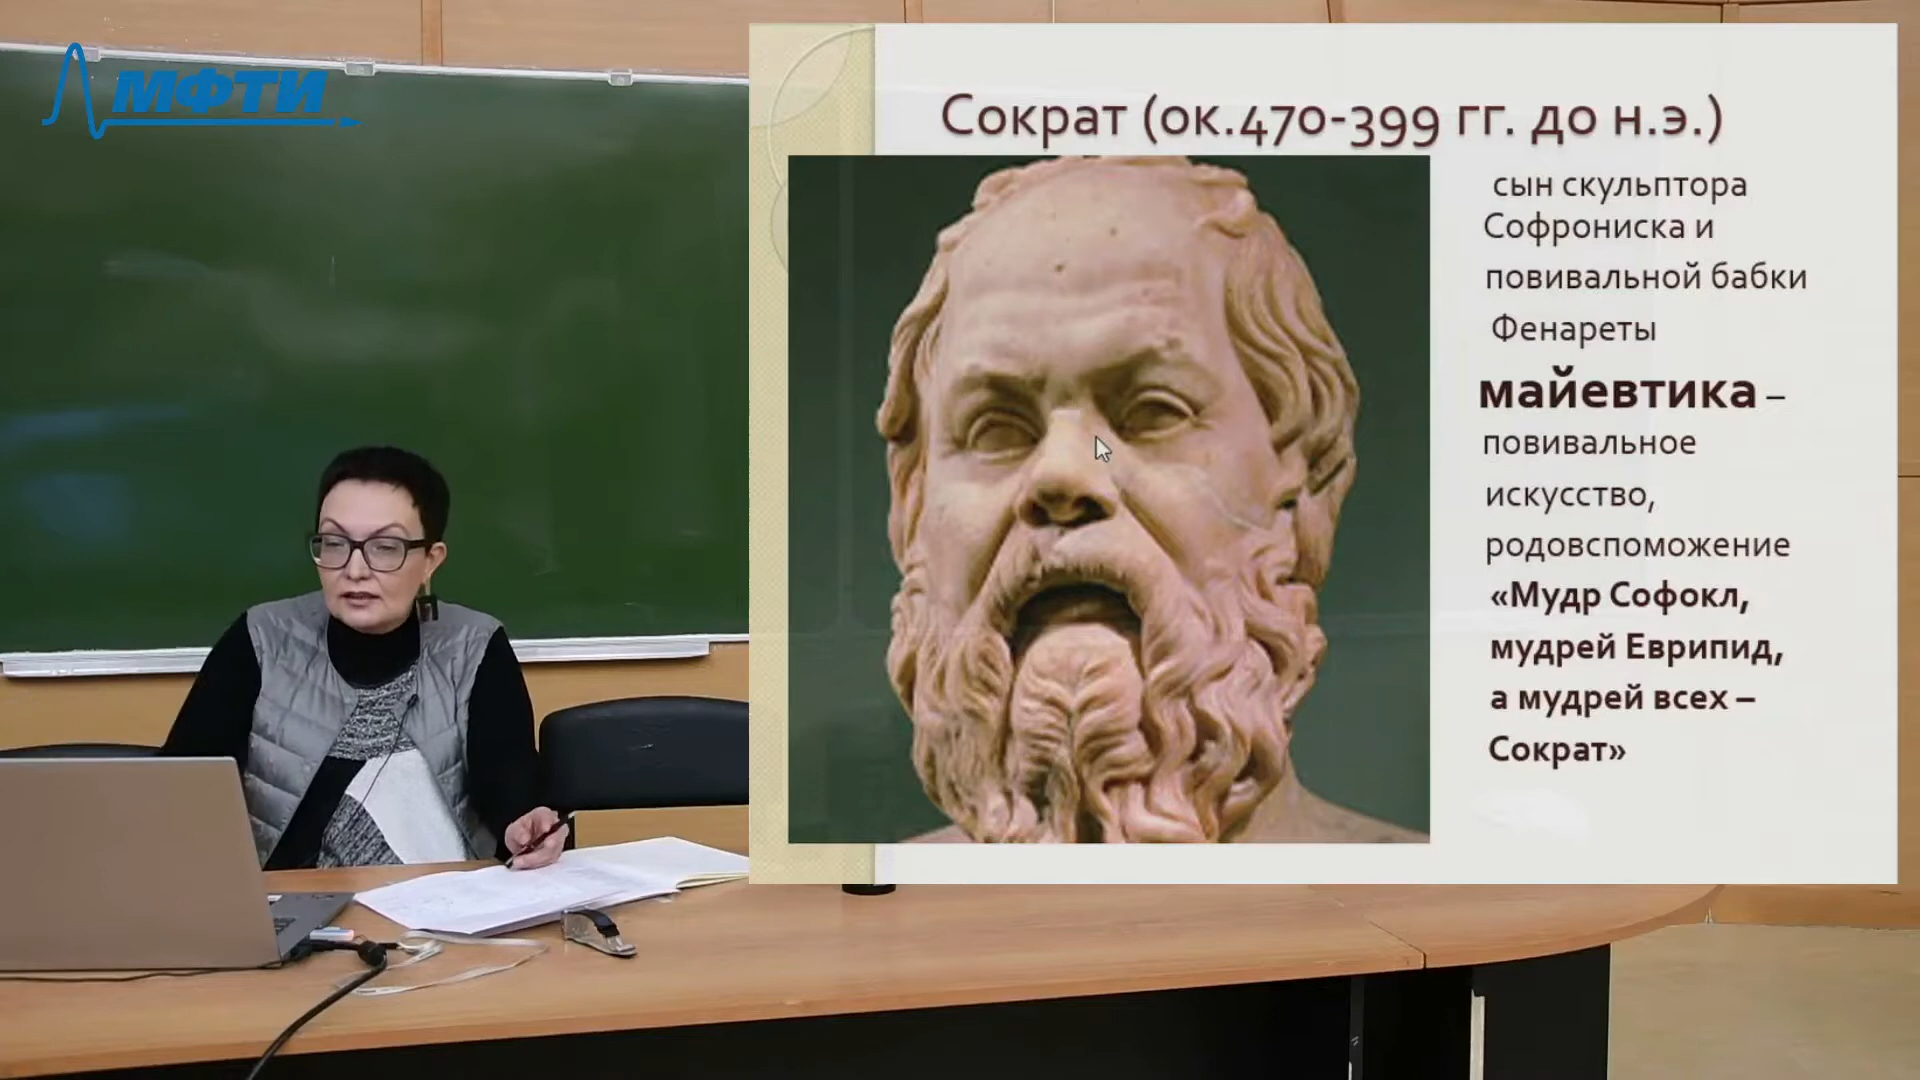 МФТИ
Сократ (ок.470-399 гг. до н.э.)
сын скульптора
Софрониска и
повивальной бабки
Фенареты
майевтика –
повивальное
искусство,
родовспоможение
«Мудр Софокл,
мудрей Еврипид,
а мудрей всех –
Сократ»